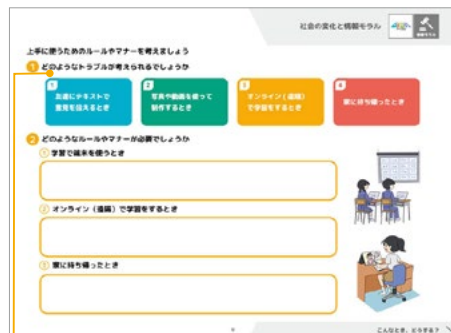 社会の変化と情報モラル
上手に使うためのルールやマナーを考えましょう
1 どのようなトラブルが考えられるでしょうか
1
友達にテキストで
意見を伝えるとき
2
写真や動画を使って
制作するとき
3
オンライン（遠隔）
で学習をするとき
4
家に持ち帰ったとき
2 どのようなルールやマナーが必要でしょうか
① 学習で端末を使うとき
② オンライン（遠隔）で学習をするとき
③ 家に持ち帰ったとき
こんなとき、どうする？